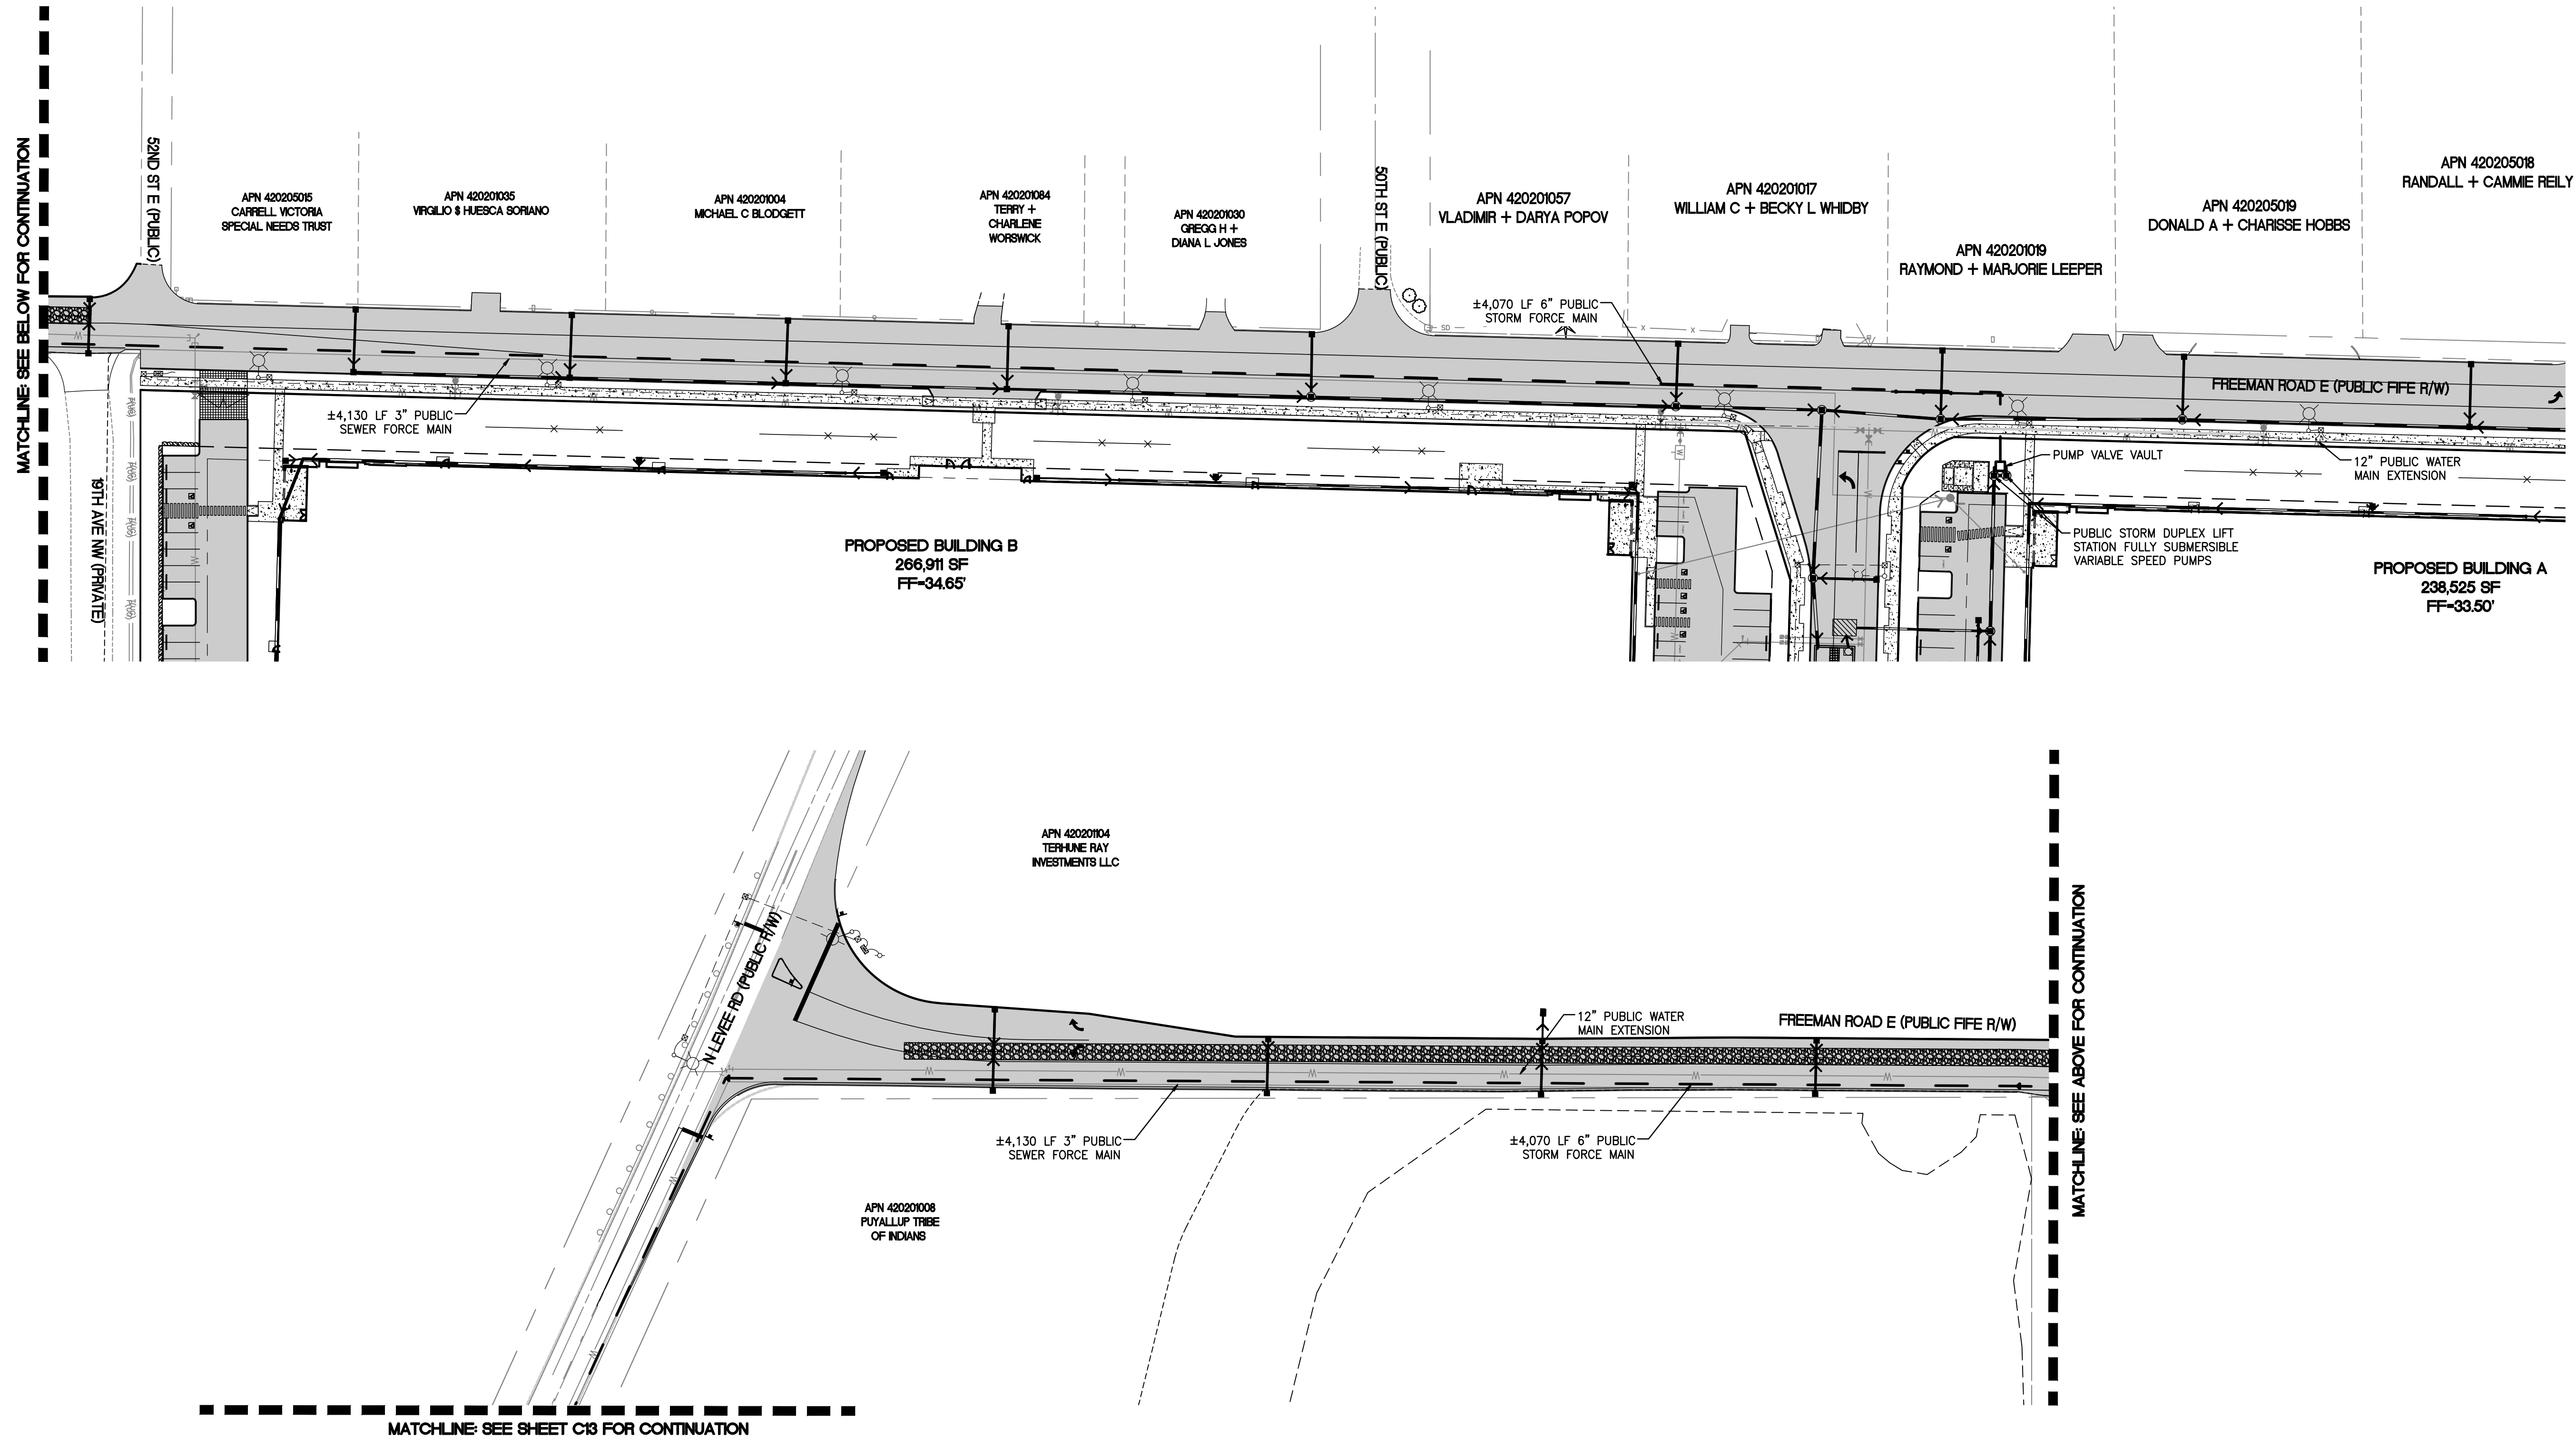 MATCHLINE: SEE BELOW FOR CONTINUATION
52ND ST E (PUBLIC)
19TH AVE NW (PRIVATE)
APN 420205015
CARRELL VICTORIA
SPECIAL NEEDS TRUST
APN 420201035
VIRGILIO $ HUESCA SORIANO
APN 420201004
MICHAEL C BLODGETT
APN 420201084
TERRY +
CHARLENE
WORSWICK
APN 420201030
GREGG H +
DIANA L JONES
50TH ST E (PUBLIC)
APN 420201057
VLADIMIR + DARYA POPOV
APN 420201017
WILLIAM C + BECKY L WHIDBY
APN 420201019
RAYMOND + MARJORIE LEEPER
APN 420205019
DONALD A + CHARISSE HOBBS
APN 420205018
RANDALL + CAMMIE REILY
SD
±4,070 LF 6" PUBLIC
STORM FORCE MAIN
±4,130 LF 3" PUBLIC
SEWER FORCE MAIN
FREEMAN ROAD E (PUBLIC FIFE R/W)
PUMP VALVE VAULT
12" PUBLIC WATER
MAIN EXTENSION
PUBLIC STORM DUPLEX LIFT
STATION FULLY SUBMERSIBLE
VARIABLE SPEED PUMPS
PROPOSED BUILDING B
266,911 SF
FF=34.65'
PROPOSED BUILDING A
238,525 SF
FF=33.50'
APN 420201104
TERHUNE RAY
INVESTMENTS LLC
N LEVEE RD (PUBLIC R/W)
12" PUBLIC WATER
MAIN EXTENSION
FREEMAN ROAD E (PUBLIC FIFE R/W)
MATCHLINE: SEE ABOVE FOR CONTINUATION
±4,130 LF 3" PUBLIC
SEWER FORCE MAIN
±4,070 LF 6" PUBLIC
STORM FORCE MAIN
APN 420201008
PUYALLUP TRIBE
OF INDIANS
MATCHLINE: SEE SHEET C13 FOR CONTINUATION